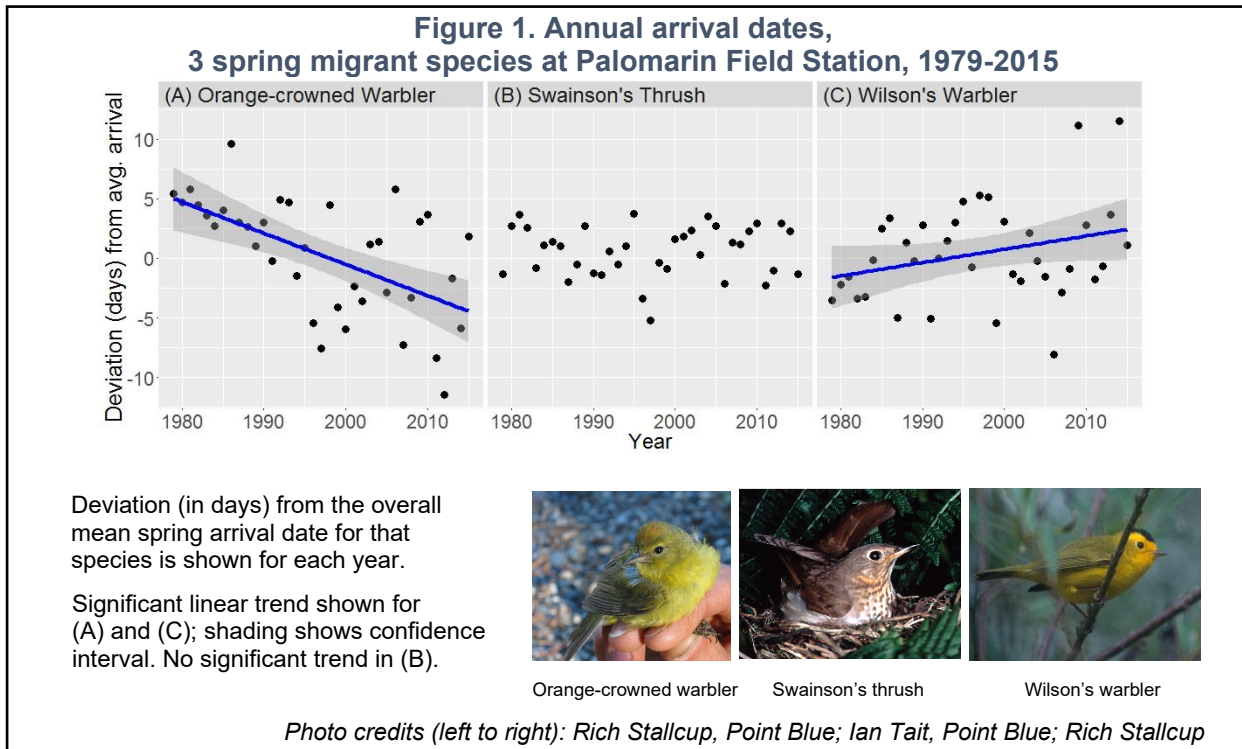 Figure 1. Annual arrival dates,
3 spring migrant species at Palomarin Field Station, 1979-2015
(A) Orange-crowned Warbler
(B) Swainson's Thrush
(C) Wilson's Warbler
Deviation (days) from avg. arrival
10
5
0
-5
-10
1980 1990 2000 2010
1980 1990 2000 2010
1980 1990 2000 2010
Year
Deviation (in days) from the overall
mean spring arrival date for that
species is shown for each year.
Significant linear trend shown for
(A) and (C); shading shows confidence
interval. No significant trend in (B).
Orange-crowned warbler
Swainson’s thrush
Wilson’s warbler
Photo credits (left to right): Rich Stallcup, Point Blue; Ian Tait, Point Blue; Rich Stallcup